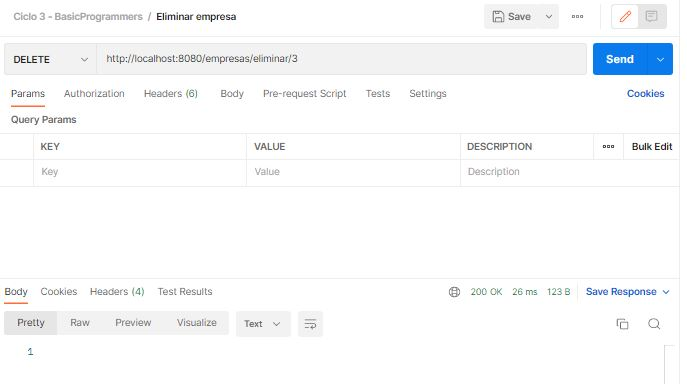 Ciclo 3 - BasicProgrammers / Eliminar empresa
Save
DELETE
http://localhost:8080/empresas/eliminar/3
Send
Params Authorization Headers (6) Body Pre-request Script Tests Settings Cookies
Query Params
KEY VALUE DESCRIPTION Bulk Edit
Key Value Description
Body Cookies Headers (4) Test Results 200 OK 26 ms 123 B Save Response
Pretty Raw Preview Visualize Text
1